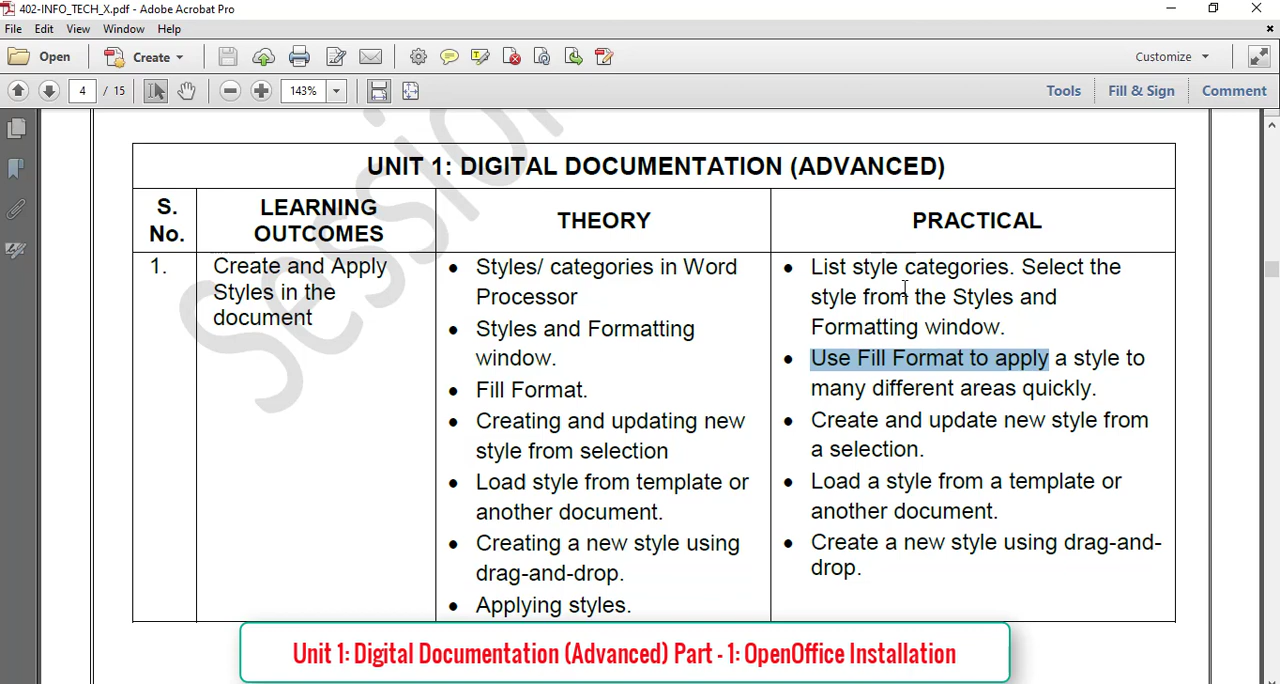 402-INFO_TECH_X.pdf - Adobe Acrobat Pro
File Edit View Window Help
Open Create Customize
4 / 15 143% Tools Fill & Sign Comment
Session
UNIT 1: DIGITAL DOCUMENTATION (ADVANCED)
S. No.
LEARNING OUTCOMES
THEORY
PRACTICAL
1.
Create and Apply
Styles in the
document
• Styles/ categories in Word
Processor
• Styles and Formatting
window.
• Fill Format.
• Creating and updating new
style from selection
• Load style from template or
another document.
• Creating a new style using
drag-and-drop.
• Applying styles.
• List style categories. Select the
style from the Styles and
Formatting window.
• Use Fill Format to apply a style to
many different areas quickly.
• Create and update new style from
a selection.
• Load a style from a template or
another document.
• Create a new style using drag-and-
drop.
Unit 1: Digital Documentation (Advanced) Part - 1: OpenOffice Installation